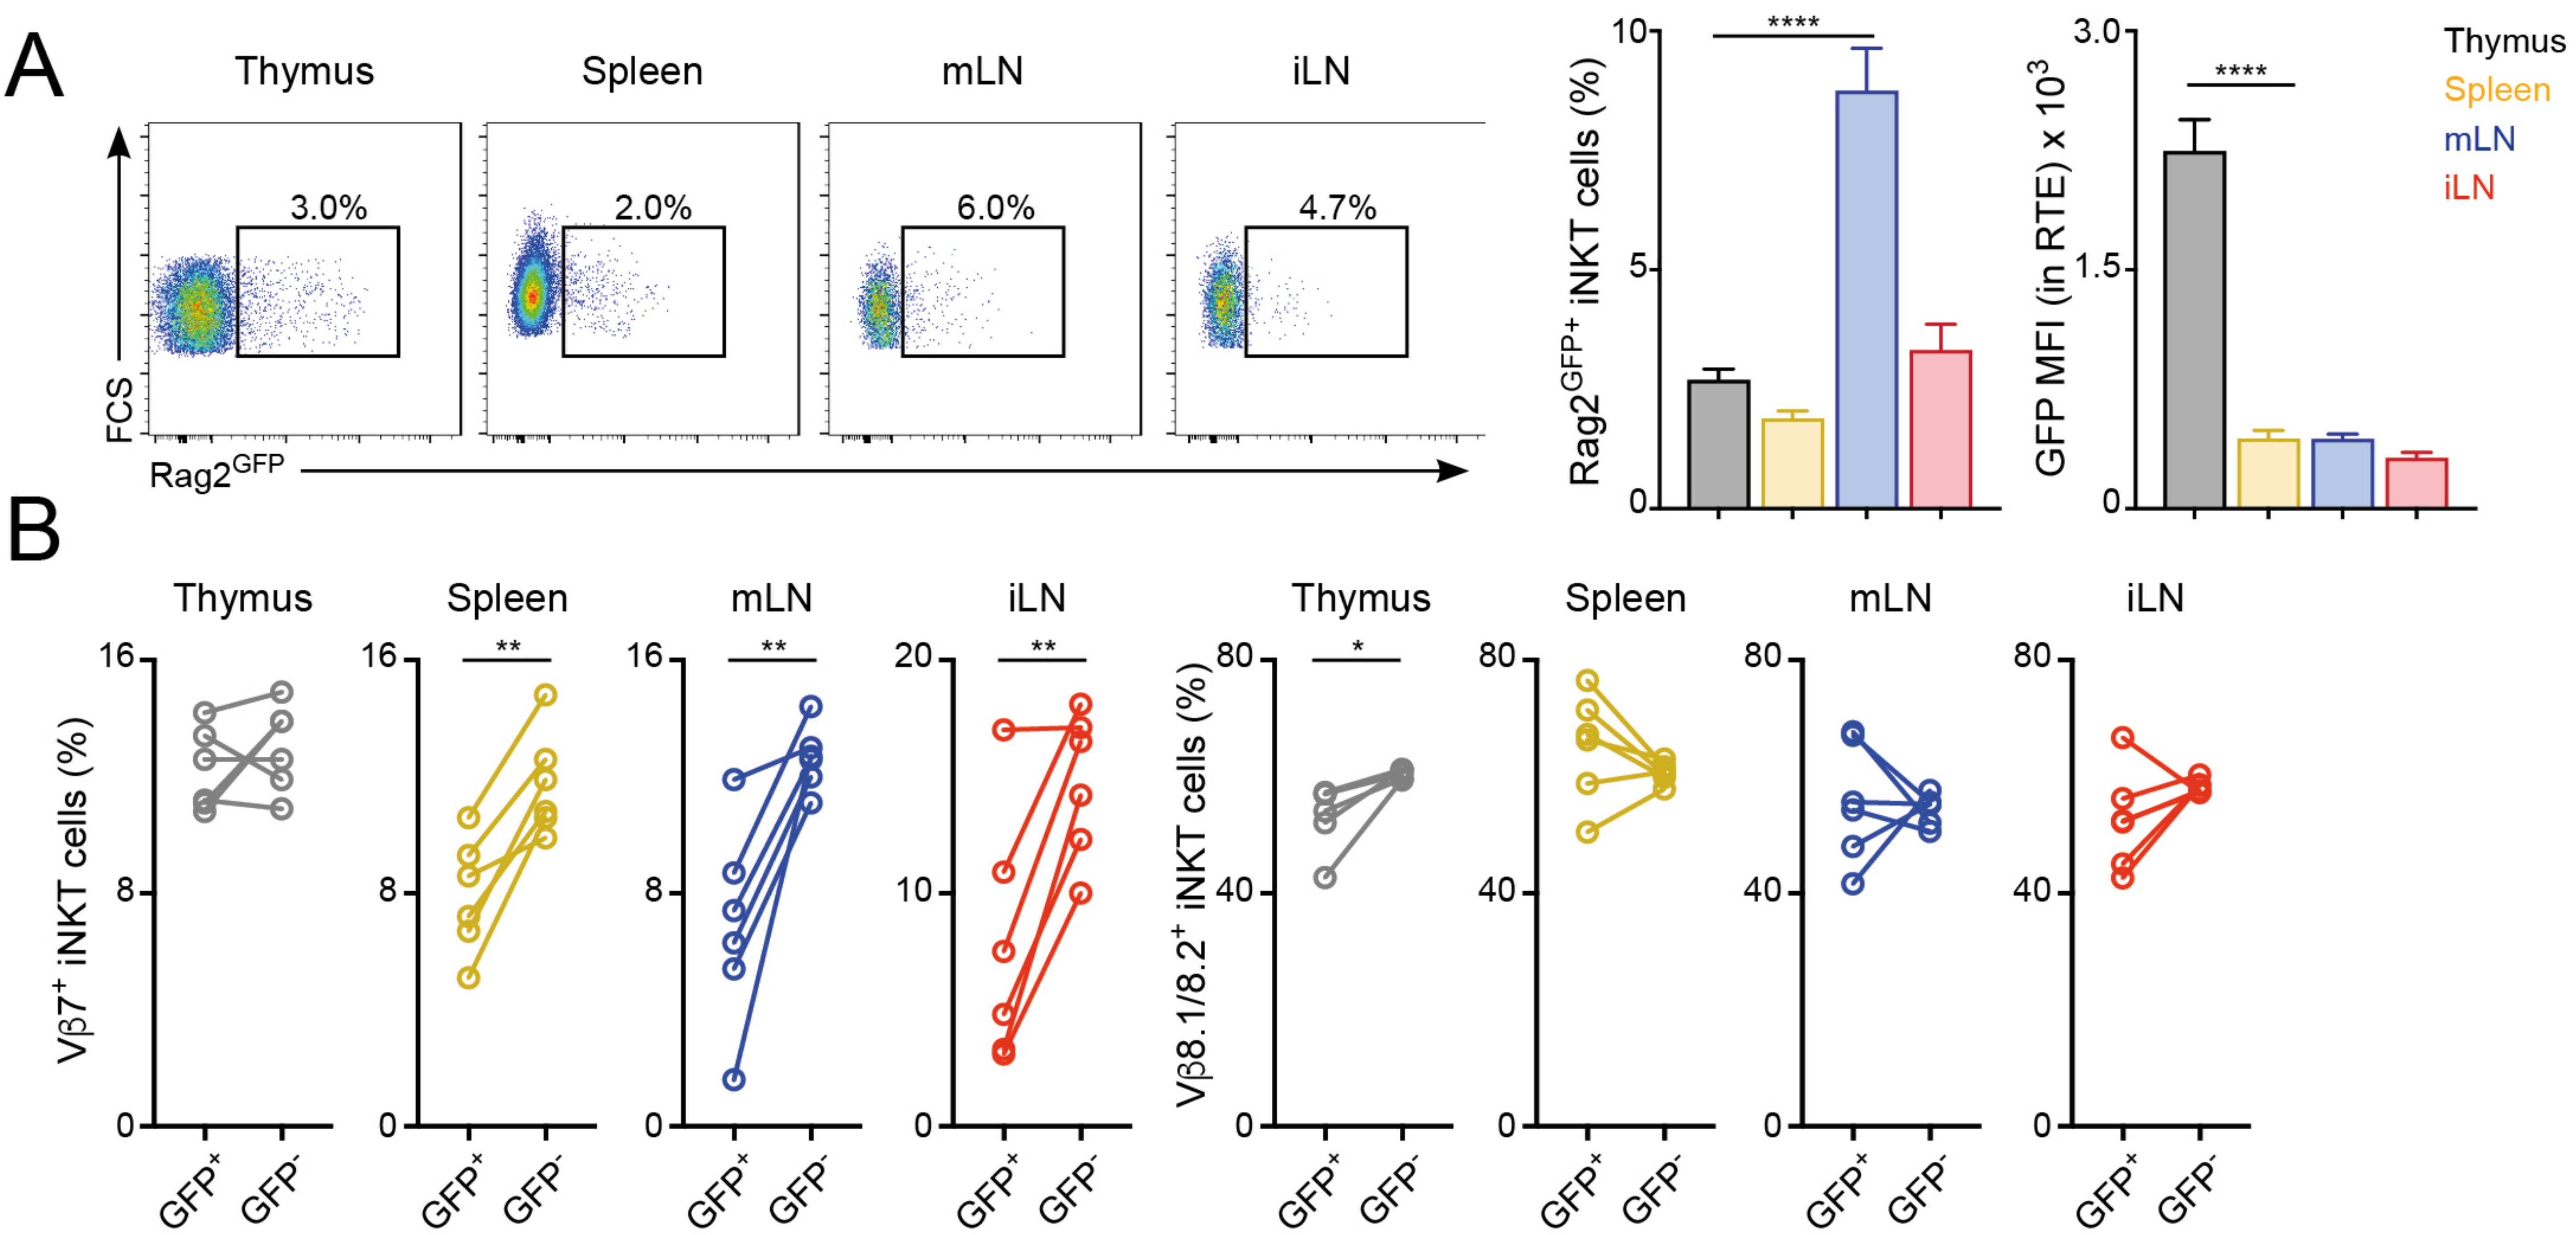 A
Thymus Spleen mLN iLN
3.0% 2.0% 6.0% 4.7%
FCS
Rag2GFP
Rag2GFP+ iNKT cells (%)
10
5
0
****
GFP MFI (in RTE) x 10³
3.0
1.5
0
****
Thymus
Spleen
mLN
iLN
B
Thymus Spleen mLN iLN Thymus Spleen mLN iLN
** ** ** *
Vβ7⁺ iNKT cells (%)
16 16 16 20
8 8 8 10
0 0 0 0
Vβ8.1/8.2⁺ iNKT cells (%)
80 80 80 80
40 40 40 40
0 0 0 0
GFP⁺ GFP⁻ GFP⁺ GFP⁻ GFP⁺ GFP⁻ GFP⁺ GFP⁻ GFP⁺ GFP⁻ GFP⁺ GFP⁻ GFP⁺ GFP⁻ GFP⁺ GFP⁻